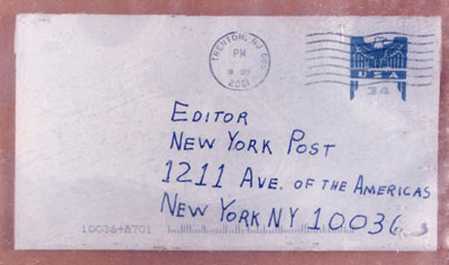 TRENTON, NJ
PM
2001
USA
34
EDITOR
NEW YORK POST
1211 AVE. OF THE AMERICAS
NEW YORK NY 10036
10036+8701